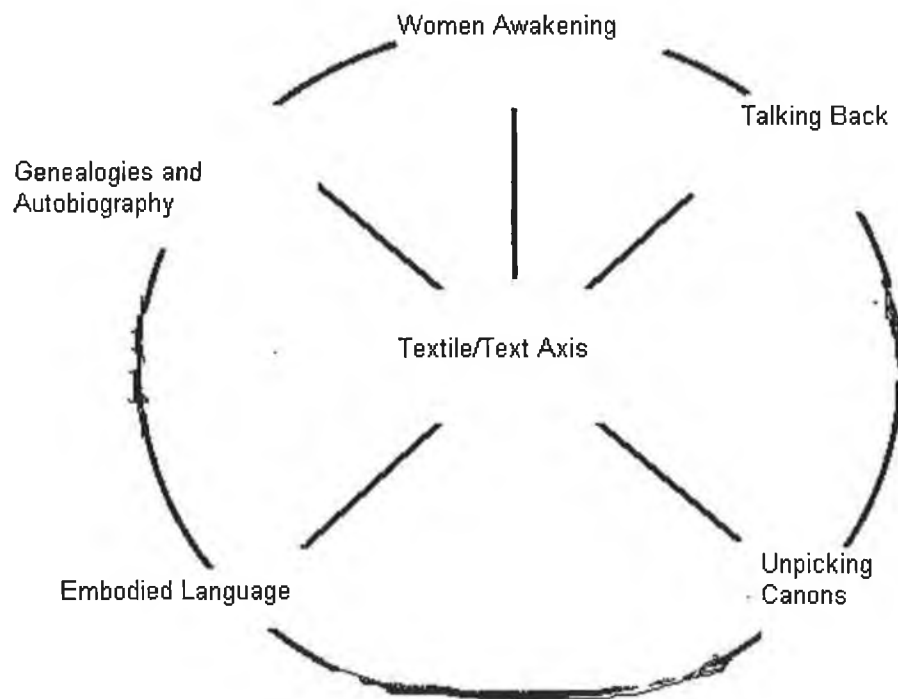 Women Awakening
Talking Back
Genealogies and
Autobiography
Textile/Text Axis
Embodied Language
Unpicking
Canons